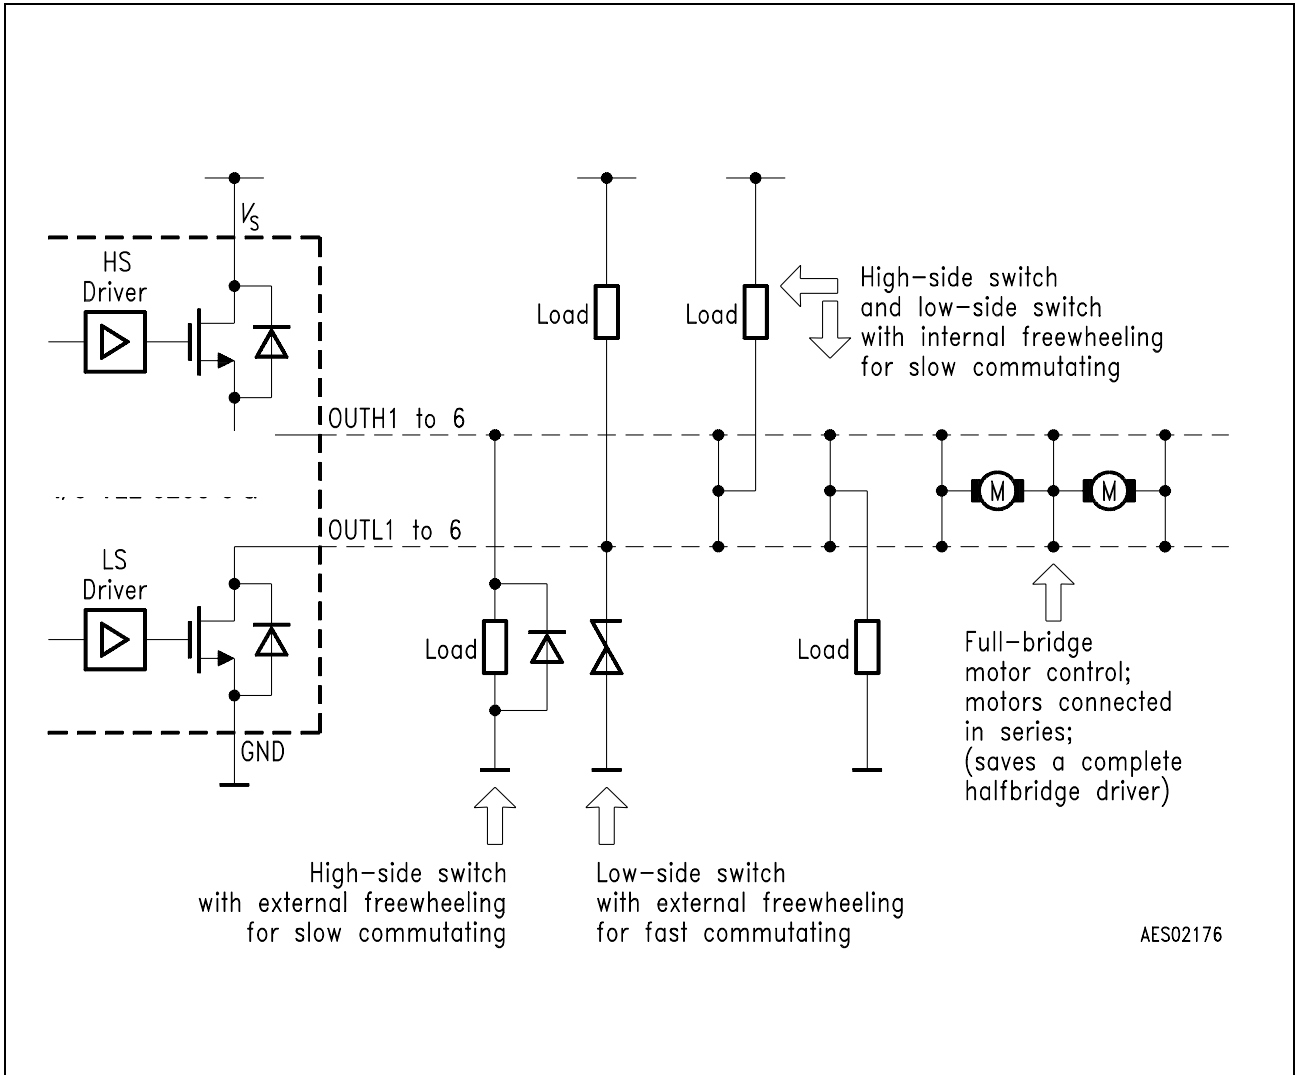 V_S
HS
Driver
OUTH1 to 6
OUTL1 to 6
LS
Driver
GND
Load
Load
Load
Load
High-side switch
and low-side switch
with internal freewheeling
for slow commutating
M
M
Full-bridge
motor control;
motors connected
in series;
(saves a complete
halfbridge driver)
High-side switch
with external freewheeling
for slow commutating
Low-side switch
with external freewheeling
for fast commutating
AES02176